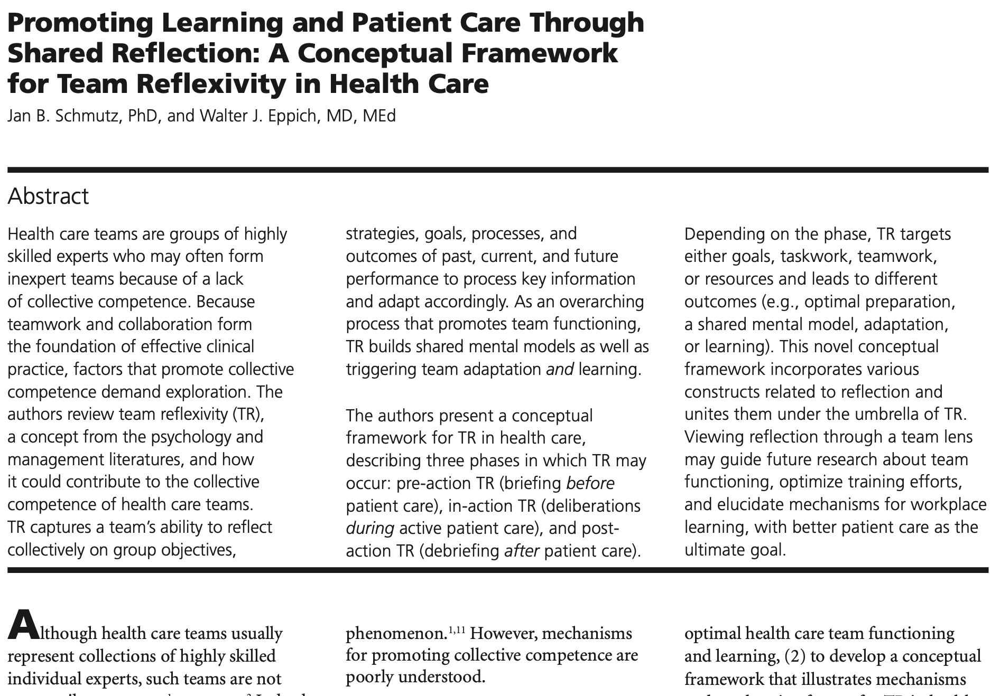 Promoting Learning and Patient Care Through
Shared Reflection: A Conceptual Framework
for Team Reflexivity in Health Care
Jan B. Schmutz, PhD, and Walter J. Eppich, MD, MEd
Abstract
Health care teams are groups of highly
skilled experts who may often form
inexpert teams because of a lack
of collective competence. Because
teamwork and collaboration form
the foundation of effective clinical
practice, factors that promote collective
competence demand exploration. The
authors review team reflexivity (TR),
a concept from the psychology and
management literatures, and how
it could contribute to the collective
competence of health care teams.
TR captures a team’s ability to reflect
collectively on group objectives,
strategies, goals, processes, and
outcomes of past, current, and future
performance to process key information
and adapt accordingly. As an overarching
process that promotes team functioning,
TR builds shared mental models as well as
triggering team adaptation and learning.
The authors present a conceptual
framework for TR in health care,
describing three phases in which TR may
occur: pre-action TR (briefing before
patient care), in-action TR (deliberations
during active patient care), and post-
action TR (debriefing after patient care).
Depending on the phase, TR targets
either goals, taskwork, teamwork,
or resources and leads to different
outcomes (e.g., optimal preparation,
a shared mental model, adaptation,
or learning). This novel conceptual
framework incorporates various
constructs related to reflection and
unites them under the umbrella of TR.
Viewing reflection through a team lens
may guide future research about team
functioning, optimize training efforts,
and elucidate mechanisms for workplace
learning, with better patient care as the
ultimate goal.
Although health care teams usually
represent collections of highly skilled
individual experts, such teams are not
phenomenon.1,11 However, mechanisms
for promoting collective competence are
poorly understood.
optimal health care team functioning
and learning, (2) to develop a conceptual
framework that illustrates mechanisms